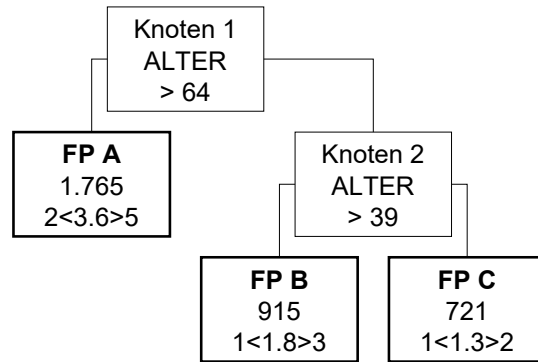 Knoten 1
ALTER
> 64
FP A
1.765
2<3.6>5
Knoten 2
ALTER
> 39
FP B
915
1<1.8>3
FP C
721
1<1.3>2